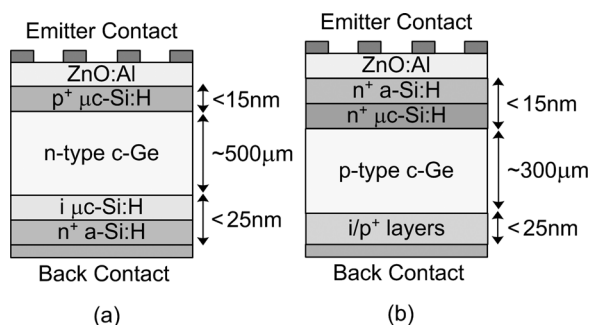 Emitter Contact
ZnO:Al
p⁺ μc-Si:H
<15nm
n-type c-Ge
~500μm
i μc-Si:H
n⁺ a-Si:H
<25nm
Back Contact
(a)
Emitter Contact
ZnO:Al
n⁺ a-Si:H
n⁺ μc-Si:H
<15nm
p-type c-Ge
~300μm
i/p⁺ layers
<25nm
Back Contact
(b)